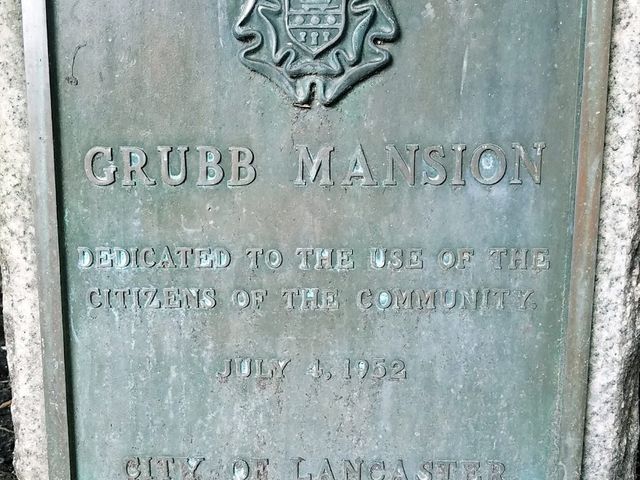 GRUBB MANSION
DEDICATED TO THE USE OF THE
CITIZENS OF THE COMMUNITY.
JULY 4, 1952
CITY OF LANCASTER